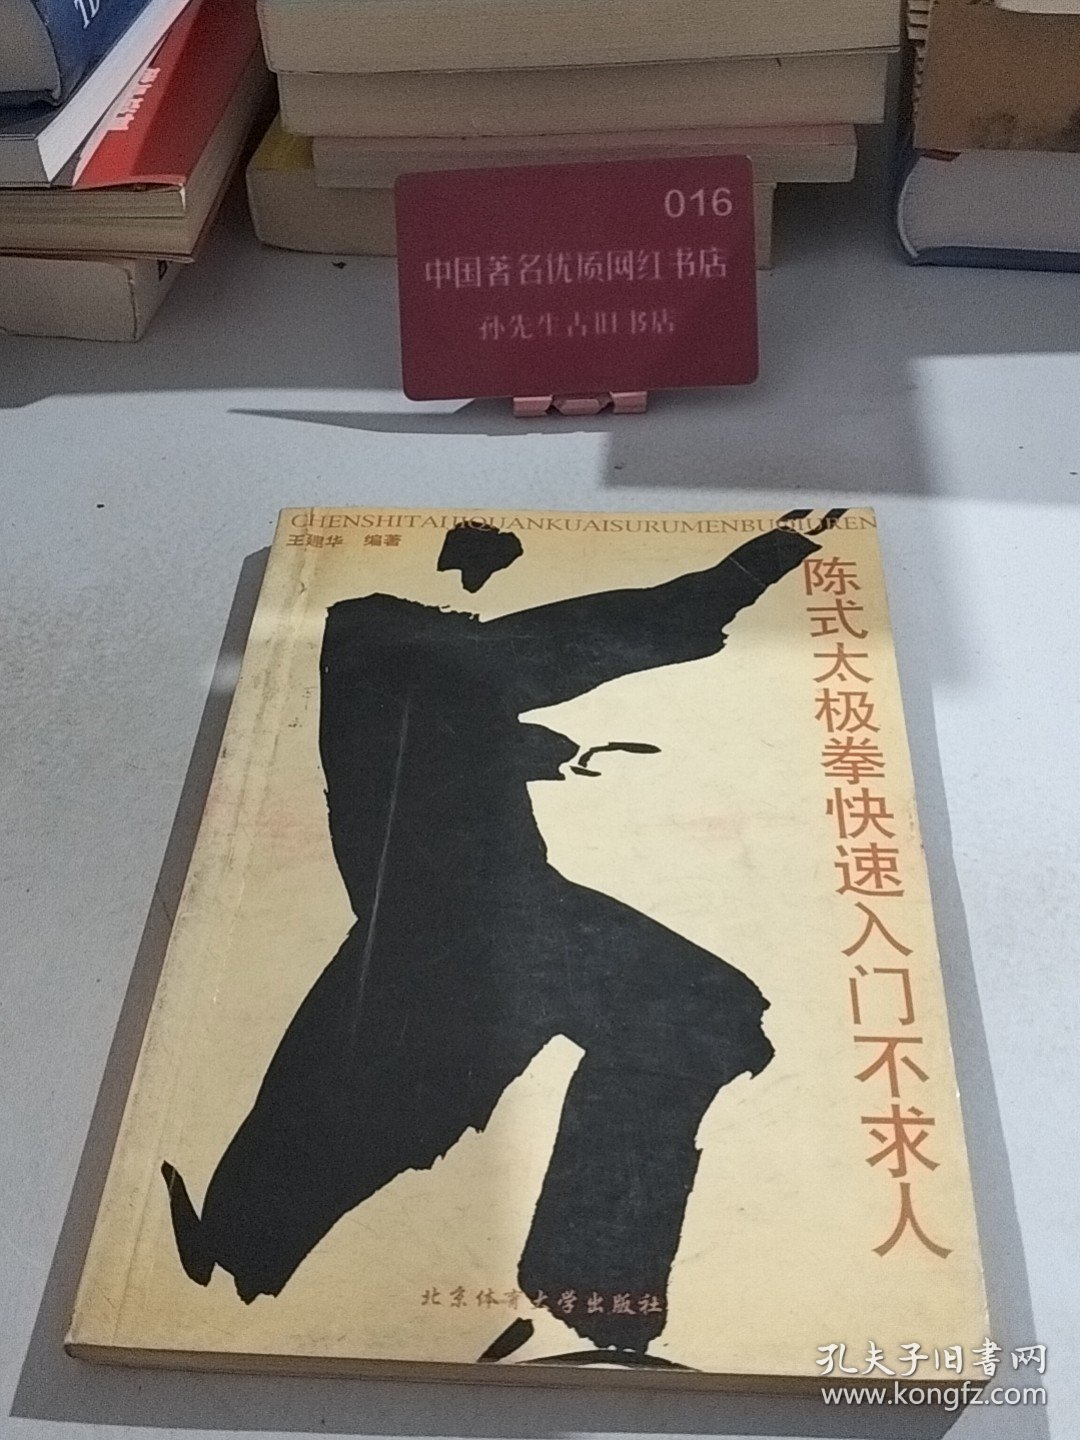 016
中国著名优质网红书店
孙先生古旧书店
CHENSHITAIJIQUANKUAISURUMENBUQIUREN
王建华 编著
陈式太极拳快速入门不求人
北京体育大学出版社
孔夫子旧書网
www.kongfz.com